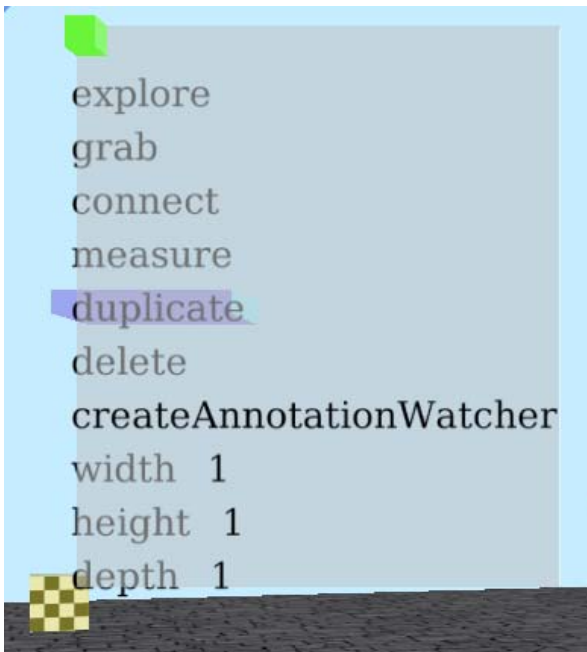 explore
grab
connect
measure
duplicate
delete
createAnnotationWatcher
width 1
height 1
depth 1